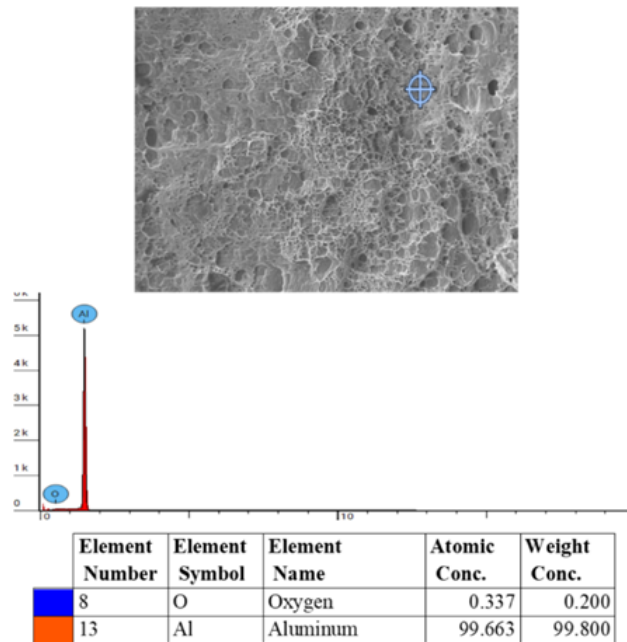 6k
Al
5k
4k
3k
2k
1k
O
0
0 10
Element Number Element Symbol Element Name Atomic Conc. Weight Conc.
8 O Oxygen 0.337 0.200
13 Al Aluminum 99.663 99.800